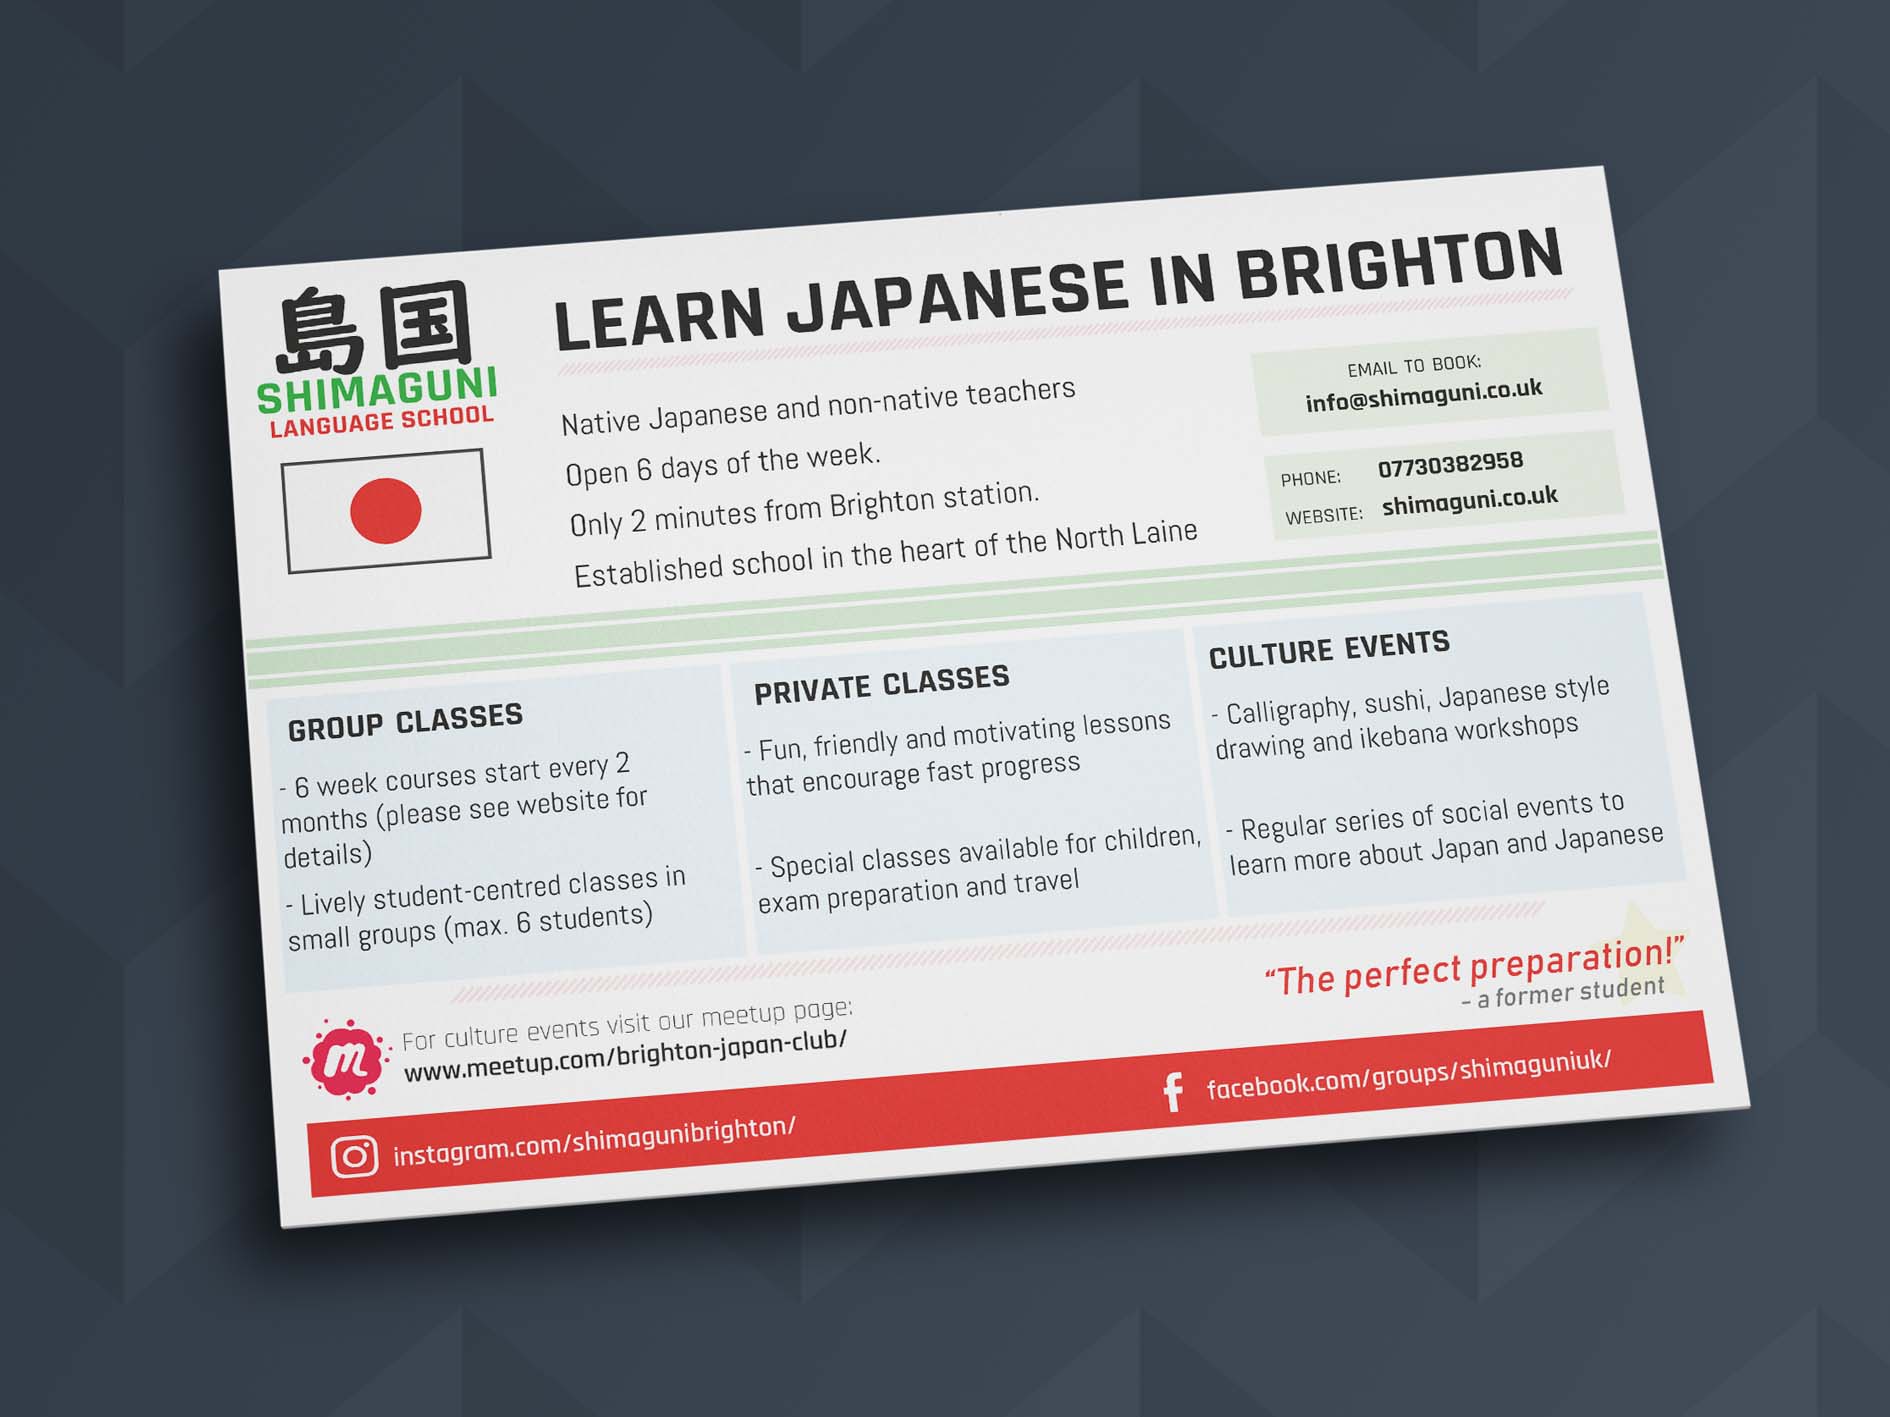 島国
SHIMAGUNI
LANGUAGE SCHOOL
LEARN JAPANESE IN BRIGHTON
Native Japanese and non-native teachers
Open 6 days of the week.
Only 2 minutes from Brighton station.
Established school in the heart of the North Laine
EMAIL TO BOOK:
info@shimaguni.co.uk
PHONE: 07730382958
WEBSITE: shimaguni.co.uk
GROUP CLASSES
- 6 week courses start every 2
months (please see website for
details)
- Lively student-centred classes in
small groups (max. 6 students)
PRIVATE CLASSES
- Fun, friendly and motivating lessons
that encourage fast progress
- Special classes available for children,
exam preparation and travel
CULTURE EVENTS
- Calligraphy, sushi, Japanese style
drawing and ikebana workshops
- Regular series of social events to
learn more about Japan and Japanese
“The perfect preparation!”
– a former student
m
For culture events visit our meetup page:
www.meetup.com/brighton-japan-club/
instagram.com/shimagunibrighton/
f facebook.com/groups/shimaguniuk/